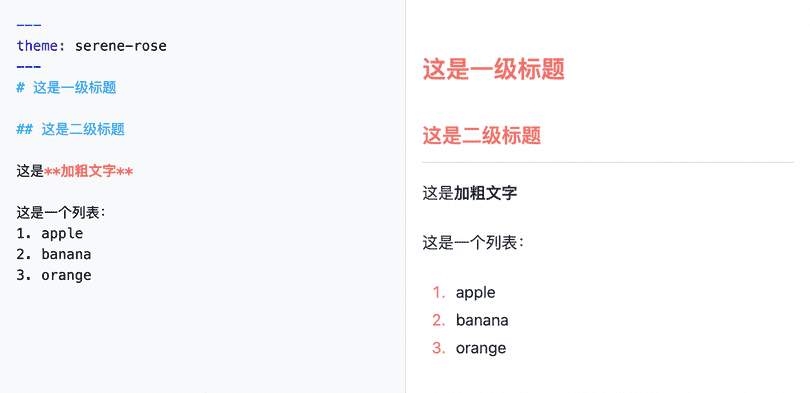 ---
theme: serene-rose
---
# 这是一级标题
## 这是二级标题
这是**加粗文字**
这是一个列表：
1. apple
2. banana
3. orange
这是一级标题
这是二级标题
这是加粗文字
这是一个列表：
1. apple
2. banana
3. orange